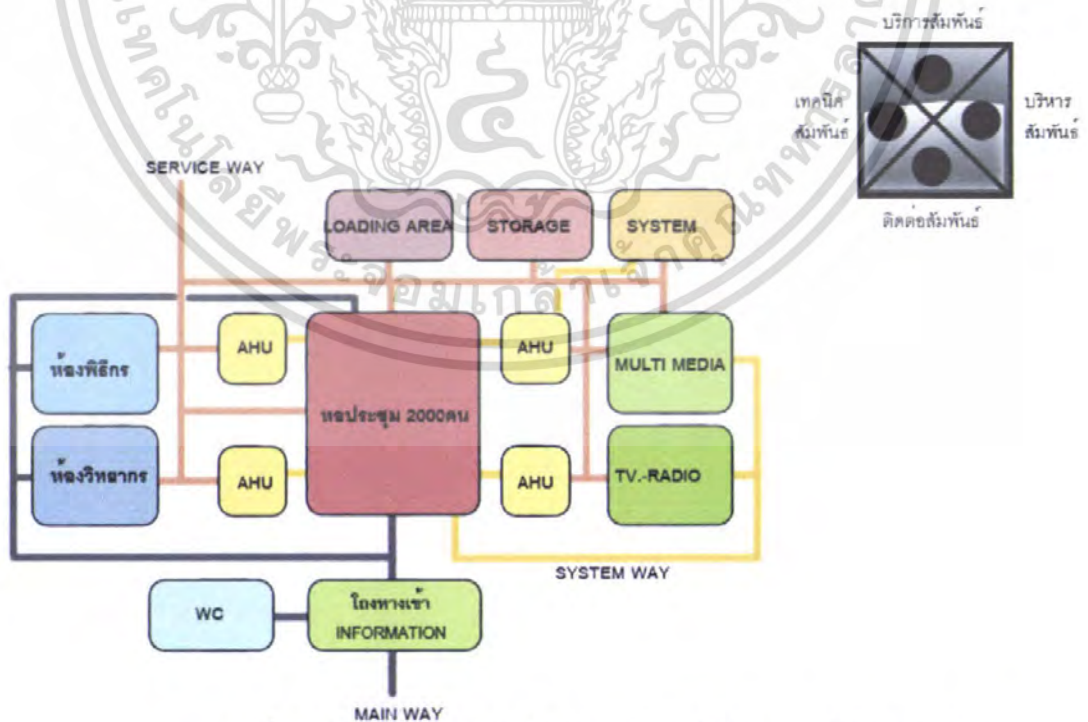 บริการสัมพันธ์
เทคนิค
สัมพันธ์
บริหาร
สัมพันธ์
ติดต่อสัมพันธ์
SERVICE WAY
LOADING AREA
STORAGE
SYSTEM
ห้องพิธีกร
AHU
หอประชุม 2000คน
AHU
MULTI MEDIA
ห้องวิทยากร
AHU
AHU
TV.-RADIO
SYSTEM WAY
WC
โถงทางเข้า
INFORMATION
MAIN WAY